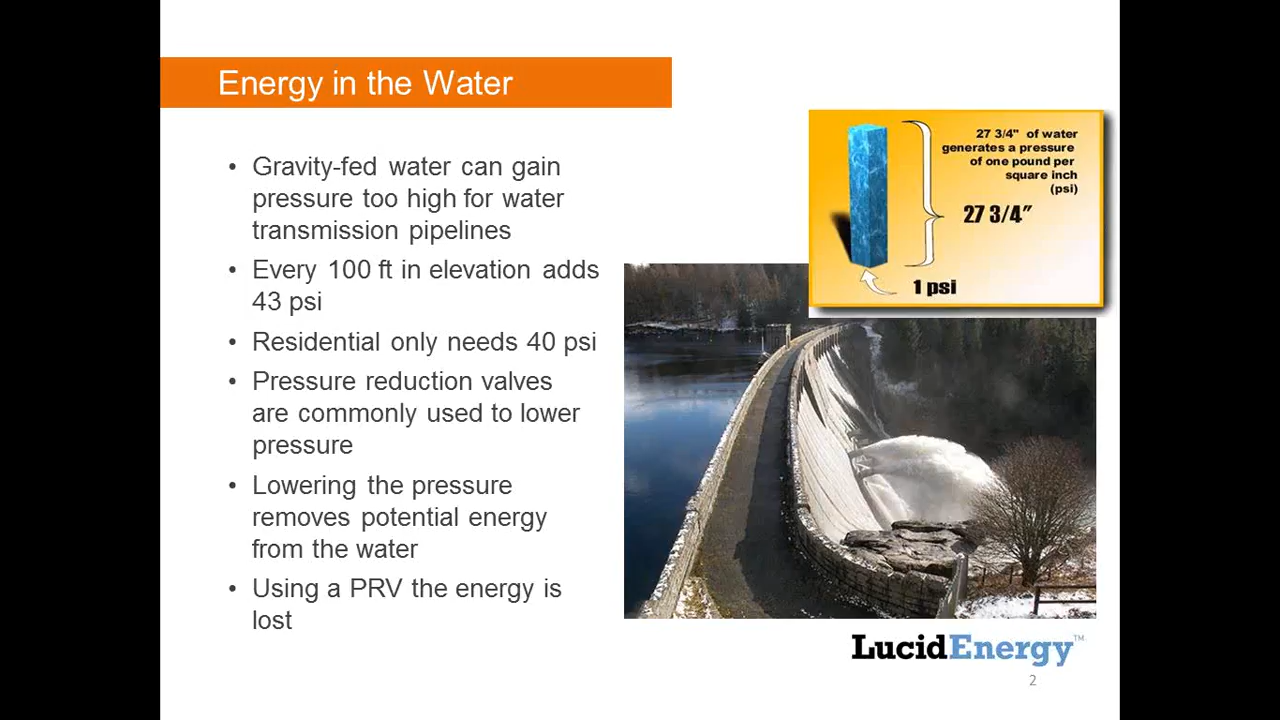 Energy in the Water
• Gravity-fed water can gain
pressure too high for water
transmission pipelines
• Every 100 ft in elevation adds
43 psi
• Residential only needs 40 psi
• Pressure reduction valves
are commonly used to lower
pressure
• Lowering the pressure
removes potential energy
from the water
• Using a PRV the energy is
lost
27 3/4" of water
generates a pressure
of one pound per
square inch
(psi)
27 3/4"
1 psi
LucidEnergy™
2